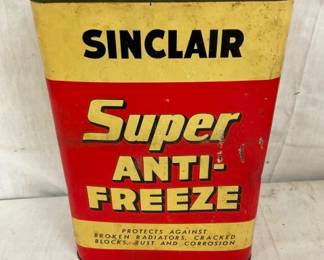 SINCLAIR
Super
ANTI-
FREEZE
PROTECTS AGAINST
BROKEN RADIATORS, CRACKED
BLOCKS, RUST AND CORROSION